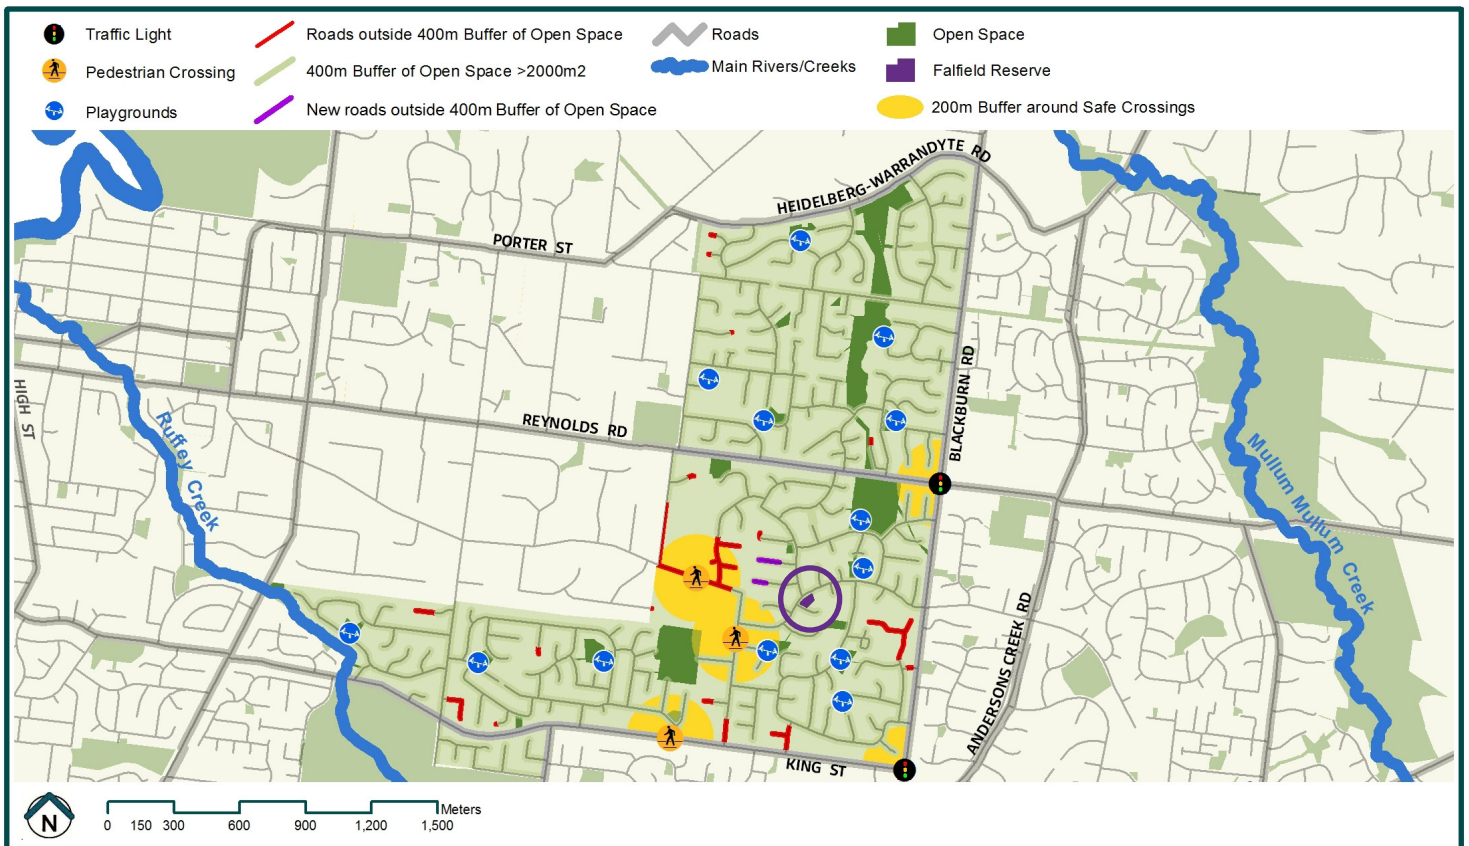 Traffic Light
Roads outside 400m Buffer of Open Space
Roads
Open Space
Pedestrian Crossing
400m Buffer of Open Space >2000m2
Main Rivers/Creeks
Falfield Reserve
Playgrounds
New roads outside 400m Buffer of Open Space
200m Buffer around Safe Crossings
HEIDELBERG-WARRANDYTE RD
PORTER ST
BLACKBURN RD
HIGH ST
REYNOLDS RD
Ruffey Creek
Mullum Mullum Creek
ANDERSONS CREEK RD
KING ST
N
Meters
0 150 300 600 900 1,200 1,500